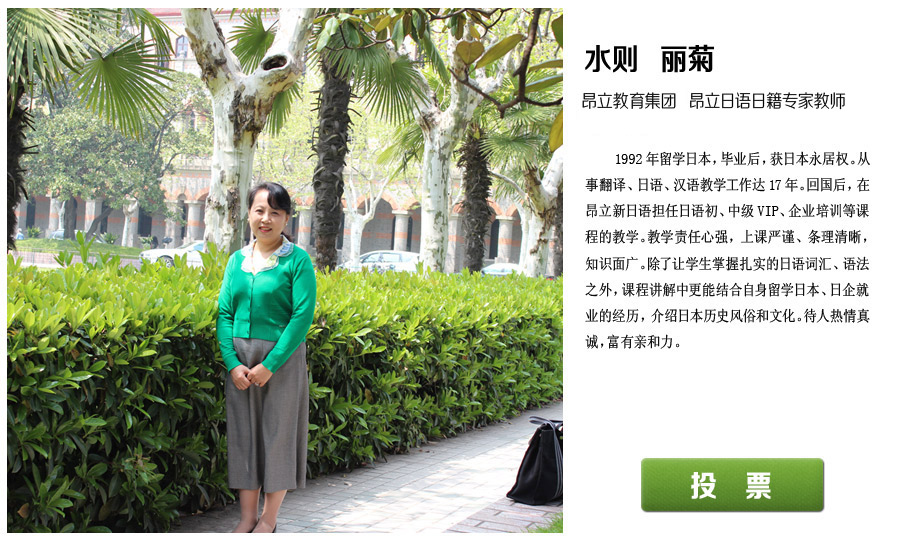 水则 丽菊
昂立教育集团 昂立日语日籍专家教师
1992年留学日本，毕业后，获日本永居权。从
事翻译、日语、汉语教学工作达17年。回国后，在
昂立新日语担任日语初、中级VIP、企业培训等课
程的教学。教学责任心强，上课严谨、条理清晰，
知识面广。除了让学生掌握扎实的日语词汇、语法
之外，课程讲解中更能结合自身留学日本、日企就
业的经历，介绍日本历史风俗和文化。待人热情真
诚，富有亲和力。
投 票